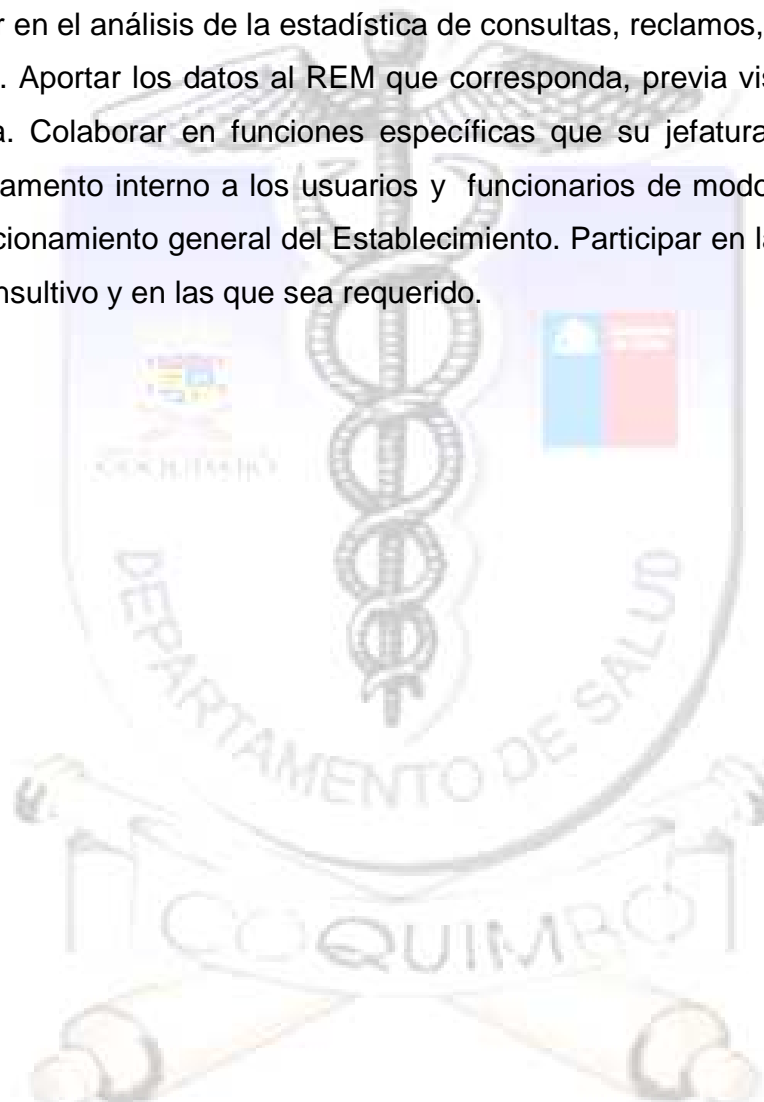 r en el análisis de la estadística de consultas, reclamos,
. Aportar los datos al REM que corresponda, previa vis
a. Colaborar en funciones específicas que su jefatura
amento interno a los usuarios y funcionarios de modo
cionamiento general del Establecimiento. Participar en l
nsultivo y en las que sea requerido.
COQUIMBO
DEPARTAMENTO DE SALUD
COQUIMBO